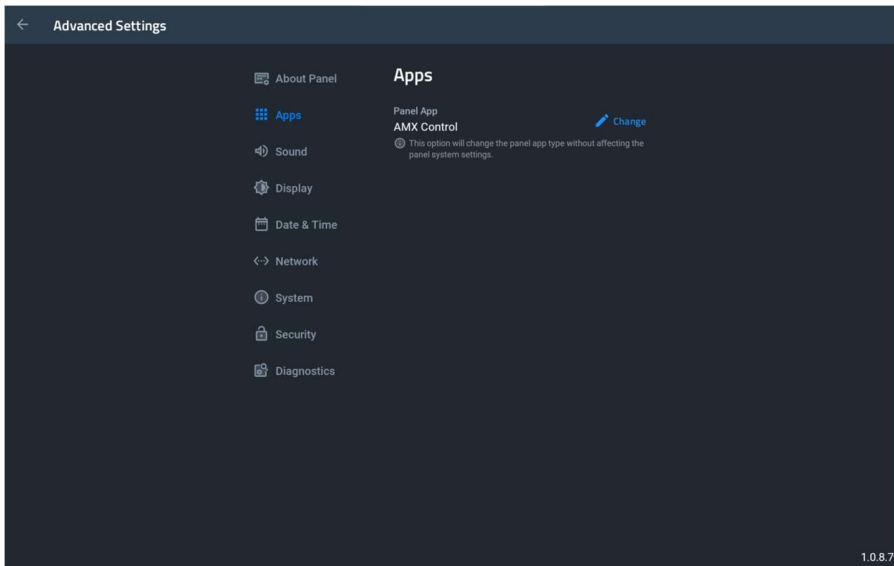 Advanced Settings
About Panel
Apps
Sound
Display
Date & Time
Network
System
Security
Diagnostics
Apps
Panel App
AMX Control
Change
This option will change the panel app type without affecting the
panel system settings.
1.0.8.7